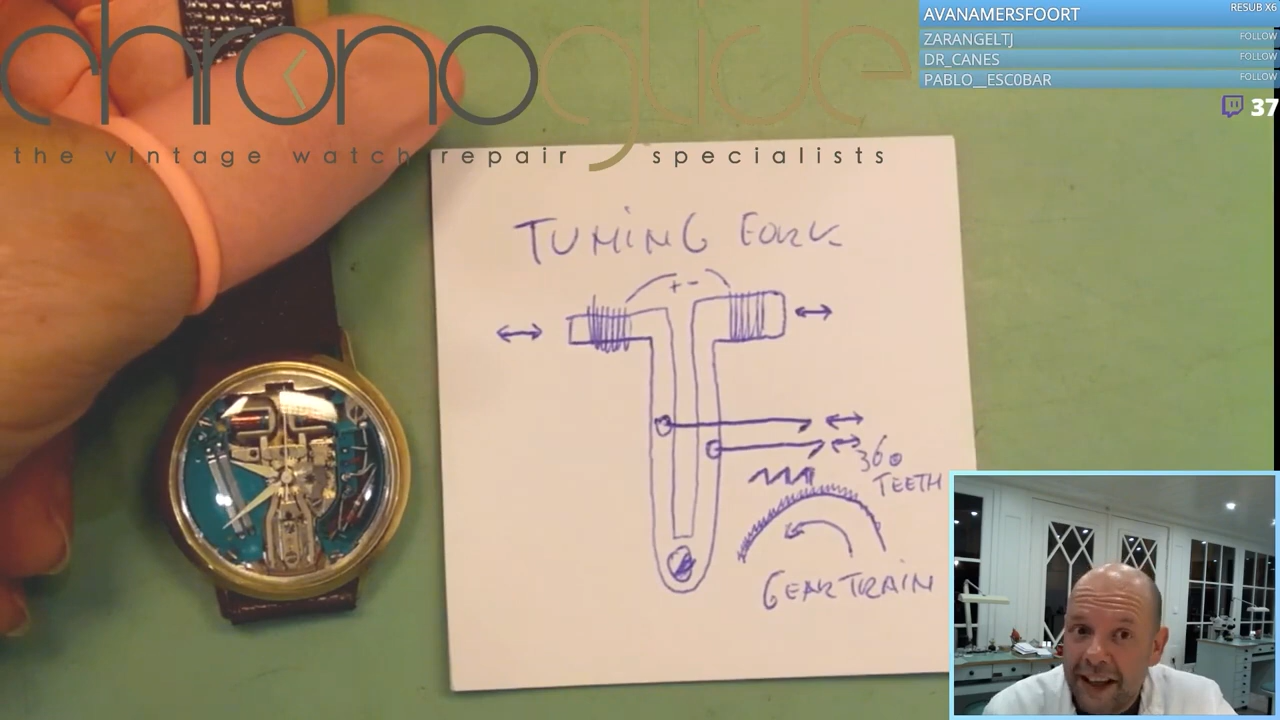 chronoglide
the vintage watch repair specialists
AVANAMERSFOORT RESUB X6
ZARANGELTJ FOLLOW
DR_CANES FOLLOW
PABLO__ESC0BAR FOLLOW
37
TUNING FORK
+ -
360
TEETH
GEAR TRAIN